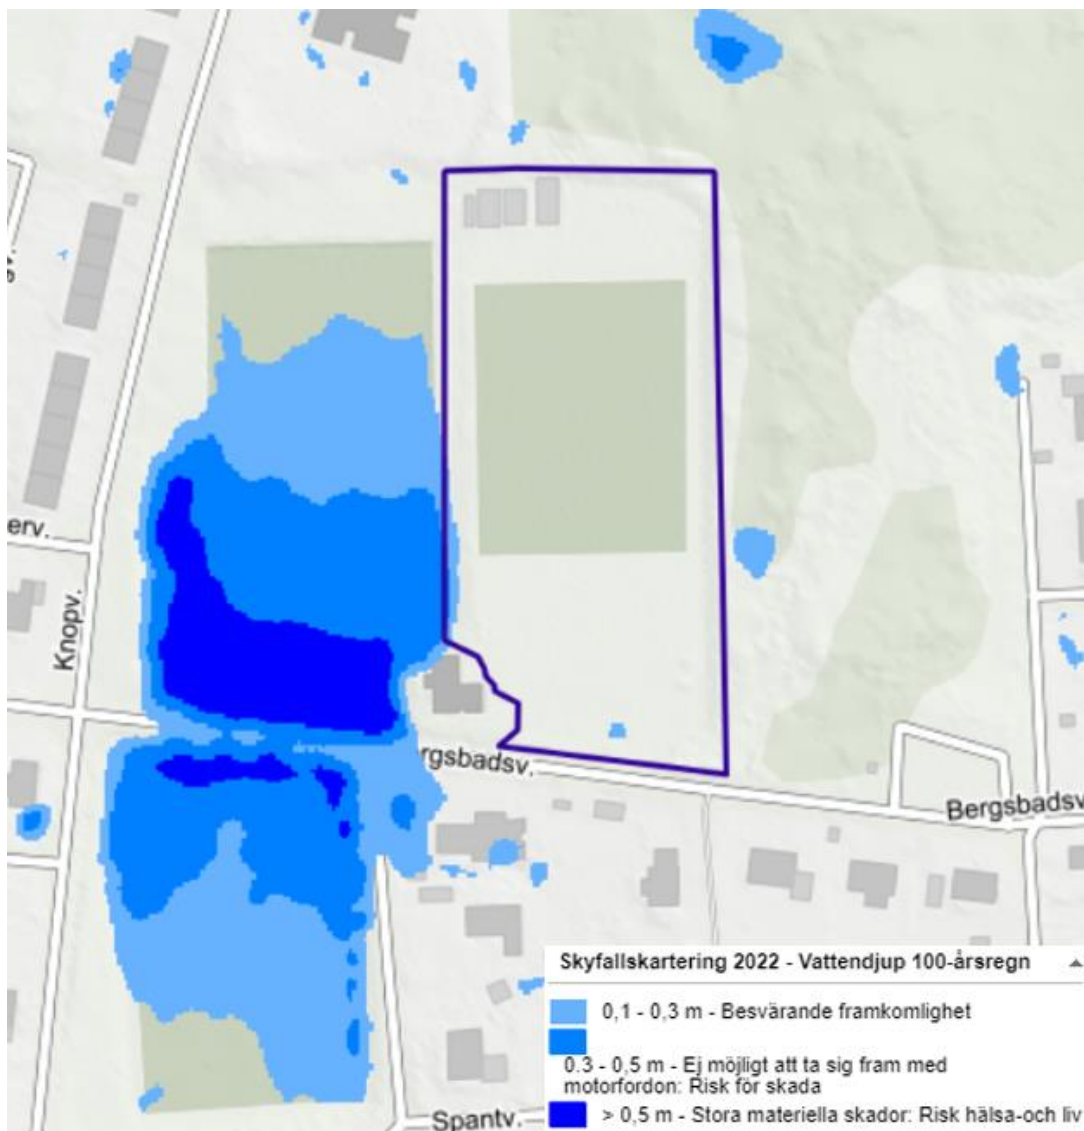 sv.
erv.
Knopv.
rgsbadsv.
Bergsbadsv
Skyfallskartering 2022 - Vattendjup 100-årsregn
0,1 - 0,3 m - Besvärande framkomlighet
0.3 - 0,5 m - Ej möjligt att ta sig fram med
motorfordon: Risk för skada
> 0,5 m - Stora materiella skador: Risk hälsa-och liv
Spantv.